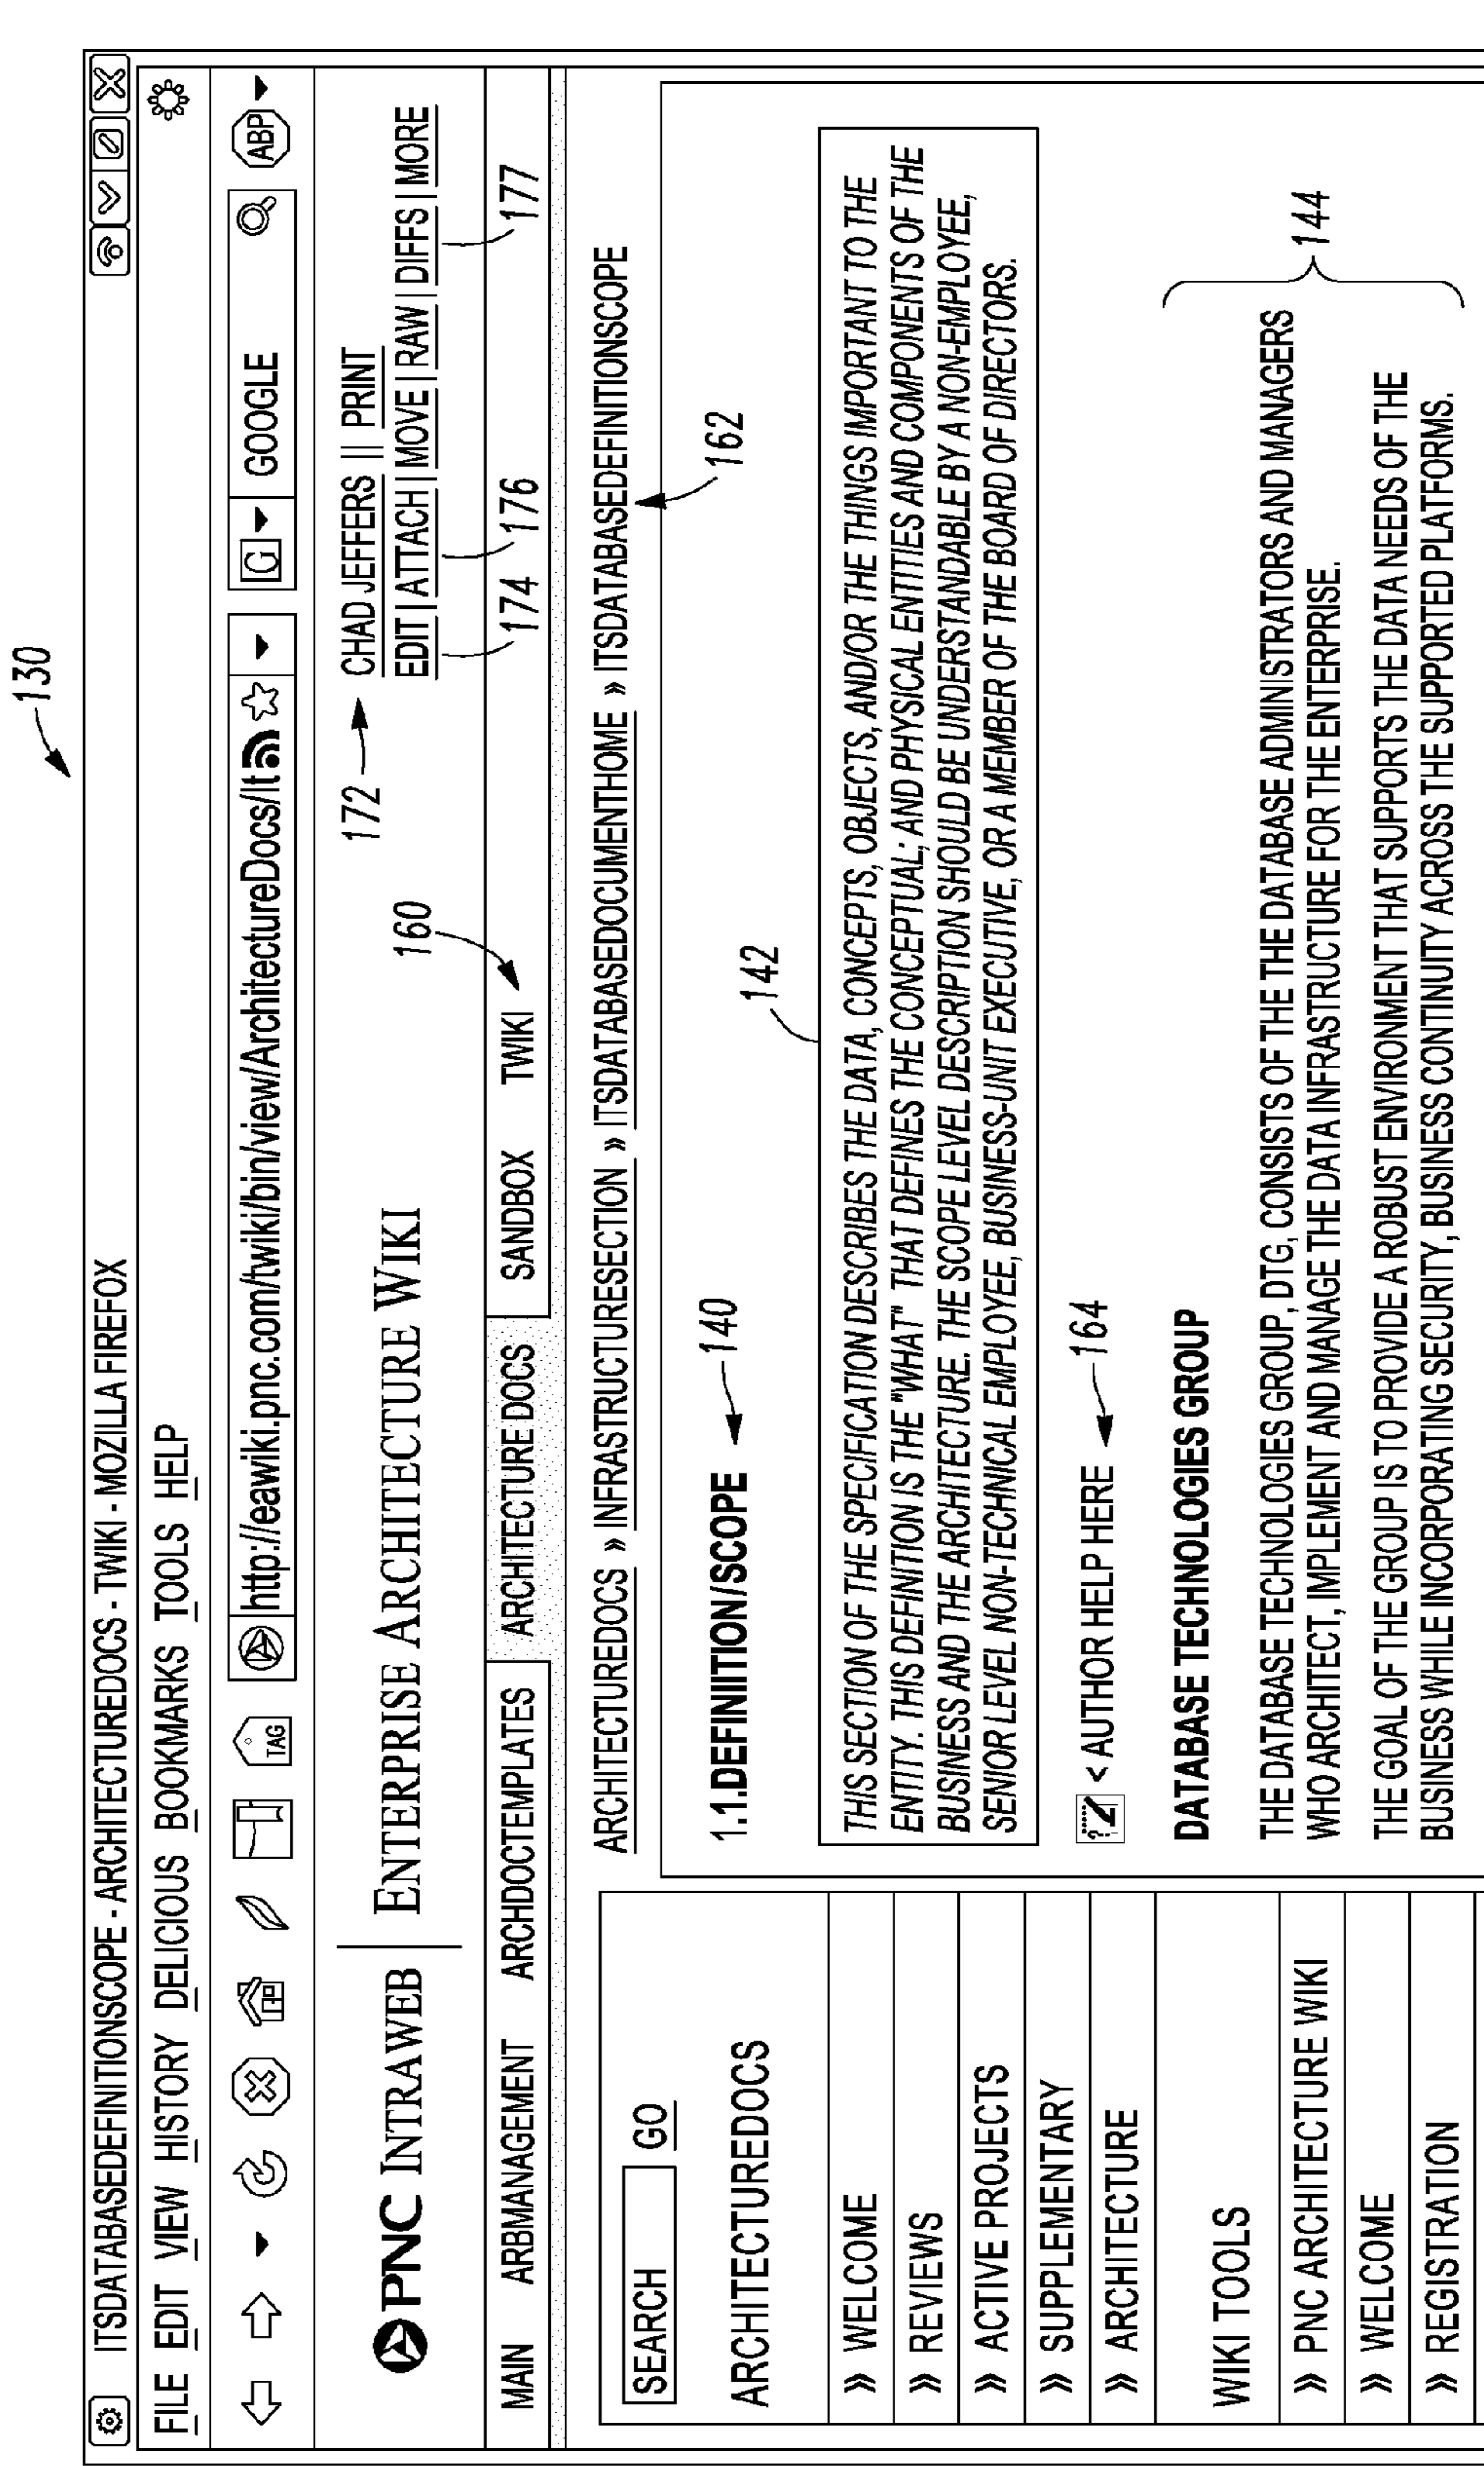 130
ITSDATABASEDEFINITIONSCOPE - ARCHITECTUREDOCS - TWIKI - MOZILLA FIREFOX
FILE EDIT VIEW HISTORY DELICIOUS BOOKMARKS TOOLS HELP
TAG
http://eawiki.pnc.com/twiki/bin/view/ArchitectureDocs/It
G
GOOGLE
ABP
PNC INTRAWEB | ENTERPRISE ARCHITECTURE WIKI
172
CHAD JEFFERS || PRINT
EDIT | ATTACH | MOVE | RAW | DIFFS | MORE
160
174
176
177
MAIN ARBMANAGEMENT ARCHDOCTEMPLATES ARCHITECTURE DOCS SANDBOX TWIKI
ARCHITECTUREDOCS » INFRASTRUCTURESECTION » ITSDATABASEDOCUMENTHOME » ITSDATABASEDEFINITIONSCOPE
162
SEARCH GO
ARCHITECTUREDOCS
» WELCOME
» REVIEWS
» ACTIVE PROJECTS
» SUPPLEMENTARY
» ARCHITECTURE
WIKI TOOLS
» PNC ARCHITECTURE WIKI
» WELCOME
» REGISTRATION
1.1.DEFINIITION/SCOPE
140
142
THIS SECTION OF THE SPECIFICATION DESCRIBES THE DATA, CONCEPTS, OBJECTS, AND/OR THE THINGS IMPORTANT TO THE
ENTITY. THIS DEFINITION IS THE "WHAT" THAT DEFINES THE CONCEPTUAL; AND PHYSICAL ENTITIES AND COMPONENTS OF THE
BUSINESS AND THE ARCHITECTURE. THE SCOPE LEVEL DESCRIPTION SHOULD BE UNDERSTANDABLE BY A NON-EMPLOYEE,
SENIOR LEVEL NON-TECHNICAL EMPLOYEE, BUSINESS-UNIT EXECUTIVE, OR A MEMBER OF THE BOARD OF DIRECTORS.
< AUTHOR HELP HERE
164
DATABASE TECHNOLOGIES GROUP
THE DATABASE TECHNOLOGIES GROUP, DTG, CONSISTS OF THE THE DATABASE ADMINISTRATORS AND MANAGERS
WHO ARCHITECT, IMPLEMENT AND MANAGE THE DATA INFRASTRUCTURE FOR THE ENTERPRISE.
THE GOAL OF THE GROUP IS TO PROVIDE A ROBUST ENVIRONMENT THAT SUPPORTS THE DATA NEEDS OF THE
BUSINESS WHILE INCORPORATING SECURITY, BUSINESS CONTINUITY ACROSS THE SUPPORTED PLATFORMS.
144